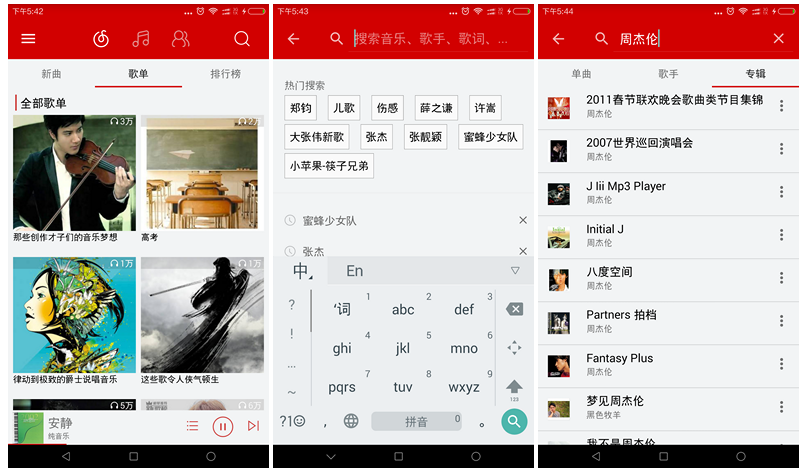 下午5:42
新曲
歌单
排行榜
全部歌单
3万
2万
那些创作才子们的音乐梦想
高考
1万
1万
律动到极致的爵士说唱音乐
这些歌令人侠气顿生
5万
6万
安静
纯音乐
下午5:43
搜索音乐、歌手、歌词、...
热门搜索
郑钧
儿歌
伤感
薛之谦
许嵩
大张伟新歌
张杰
张靓颖
蜜蜂少女队
小苹果-筷子兄弟
蜜蜂少女队
张杰
中
En
?
'词
1
abc
2
def
3
!
ghi
4
jkl
5
mno
6
...
~
pqrs
7
tuv
8
wxyz
9
123
?1
,
拼音
0
。
下午5:44
周杰伦
单曲
歌手
专辑
2011春节联欢晚会歌曲类节目集锦
周杰伦
2007世界巡回演唱会
周杰伦
J Iii Mp3 Player
周杰伦
Initial J
周杰伦
八度空间
周杰伦
Partners 拍档
周杰伦
Fantasy Plus
周杰伦
梦见周杰伦
黑色牧羊
我不是周杰伦